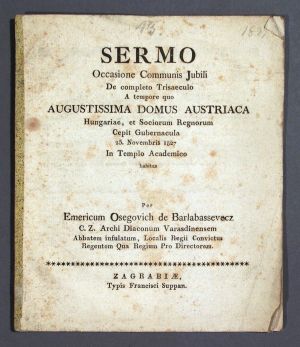 SERMO
Occasione Communis Jubili
De completo Trisaeculo
A tempore quo
AUGUSTISSIMA DOMUS AUSTRIACA
Hungariae, et Sociorum Regnorum
Cepit Gubernacula
23. Novembris 1527
In Templo Academico
habitus
Per
Emericum Osegovich de Barlabassevecz
C. Z. Archi Diaconum Varasdinensem
Abbatem infulatum, Localis Regii Convictus
Regentem Qua Regium Pro Directorem.
ZAGRABIÆ,
Typis Francisci Suppan.